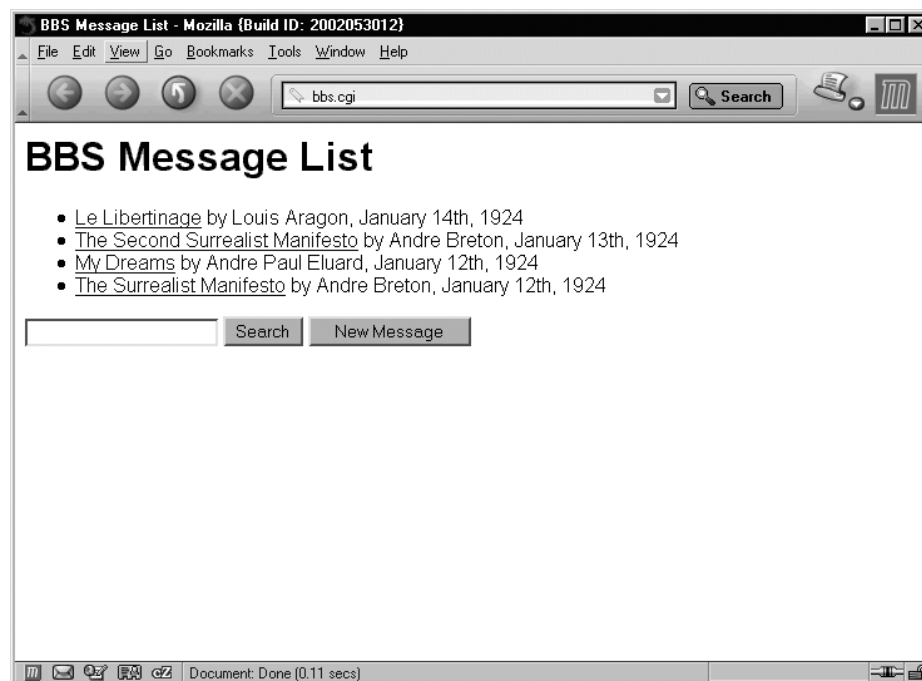 BBS Message List - Mozilla {Build ID: 2002053012}
File Edit View Go Bookmarks Tools Window Help
bbs.cgi Search
BBS Message List
Le Libertinage by Louis Aragon, January 14th, 1924
The Second Surrealist Manifesto by Andre Breton, January 13th, 1924
My Dreams by Andre Paul Eluard, January 12th, 1924
The Surrealist Manifesto by Andre Breton, January 12th, 1924
Search New Message
Document: Done (0.11 secs)